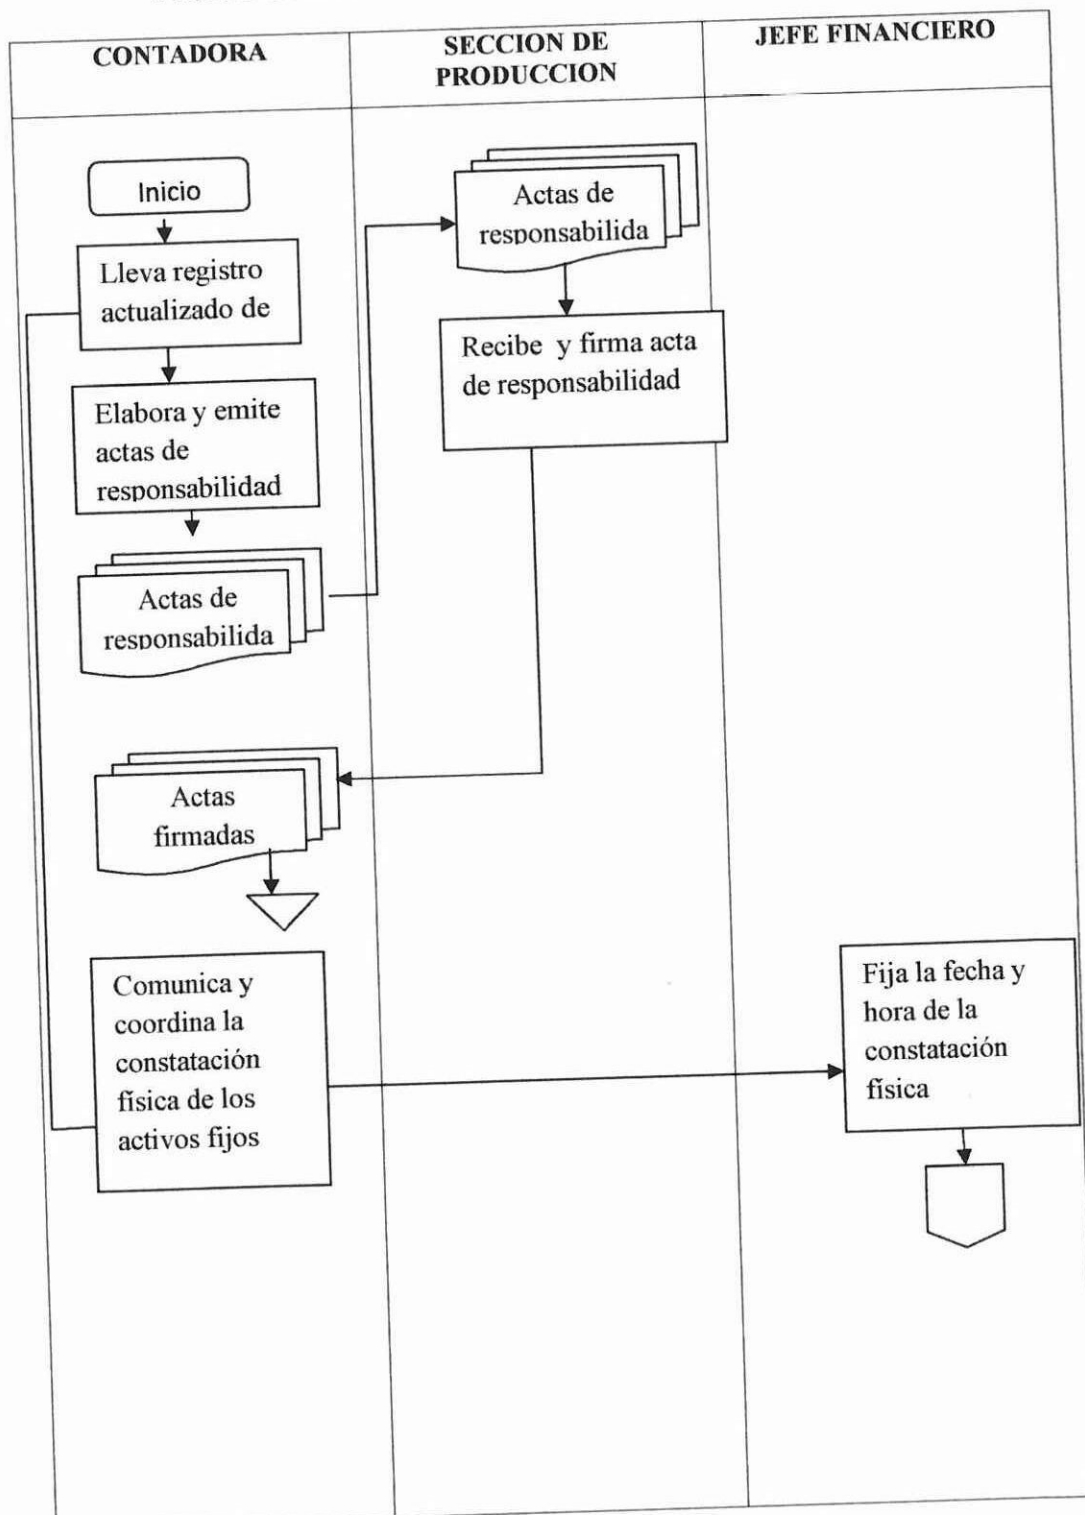 CONTADORA
SECCION DE
PRODUCCION
JEFE FINANCIERO
Inicio
Lleva registro
actualizado de
Elabora y emite
actas de
responsabilidad
Actas de
responsabilida
Actas de
responsabilida
Recibe y firma acta
de responsabilidad
Actas
firmadas
Comunica y
coordina la
constatación
física de los
activos fijos
Fija la fecha y
hora de la
constatación
física